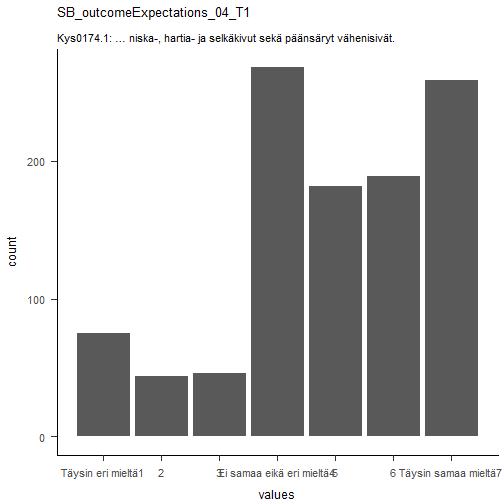 SB_outcomeExpectations_04_T1
Kys0174.1: … niska-, hartia- ja selkäkivut sekä päänsäryt vähenisivät.
200
100
0
count
Täysin eri mieltä1 2 3 Ei samaa eikä eri mieltä4 5 6 Täysin samaa mieltä7
values